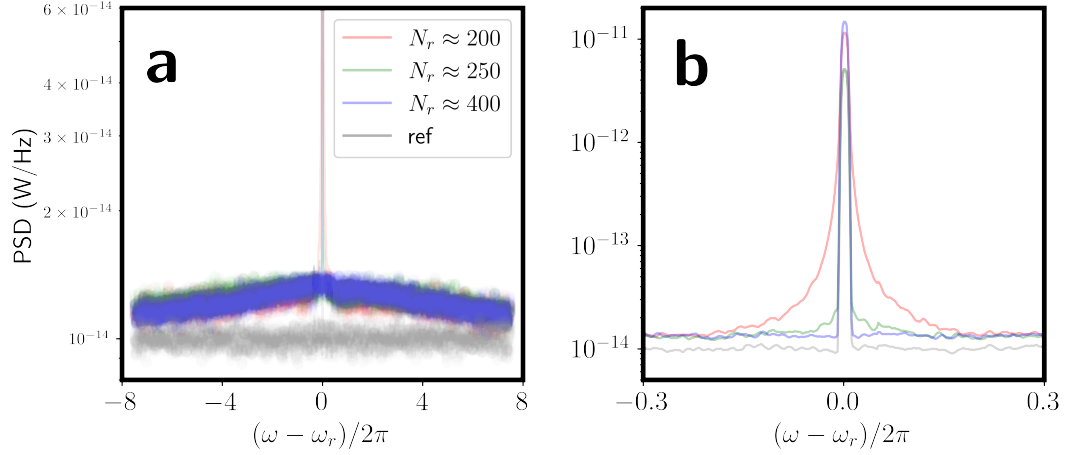 a
PSD (W/Hz)
6 × 10⁻¹⁴
4 × 10⁻¹⁴
3 × 10⁻¹⁴
2 × 10⁻¹⁴
10⁻¹⁴
N_r ≈ 200
N_r ≈ 250
N_r ≈ 400
ref
−8 −4 0 4 8
(ω − ω_r)/2π
b
10⁻¹¹
10⁻¹²
10⁻¹³
10⁻¹⁴
−0.3 0.0 0.3
(ω − ω_r)/2π